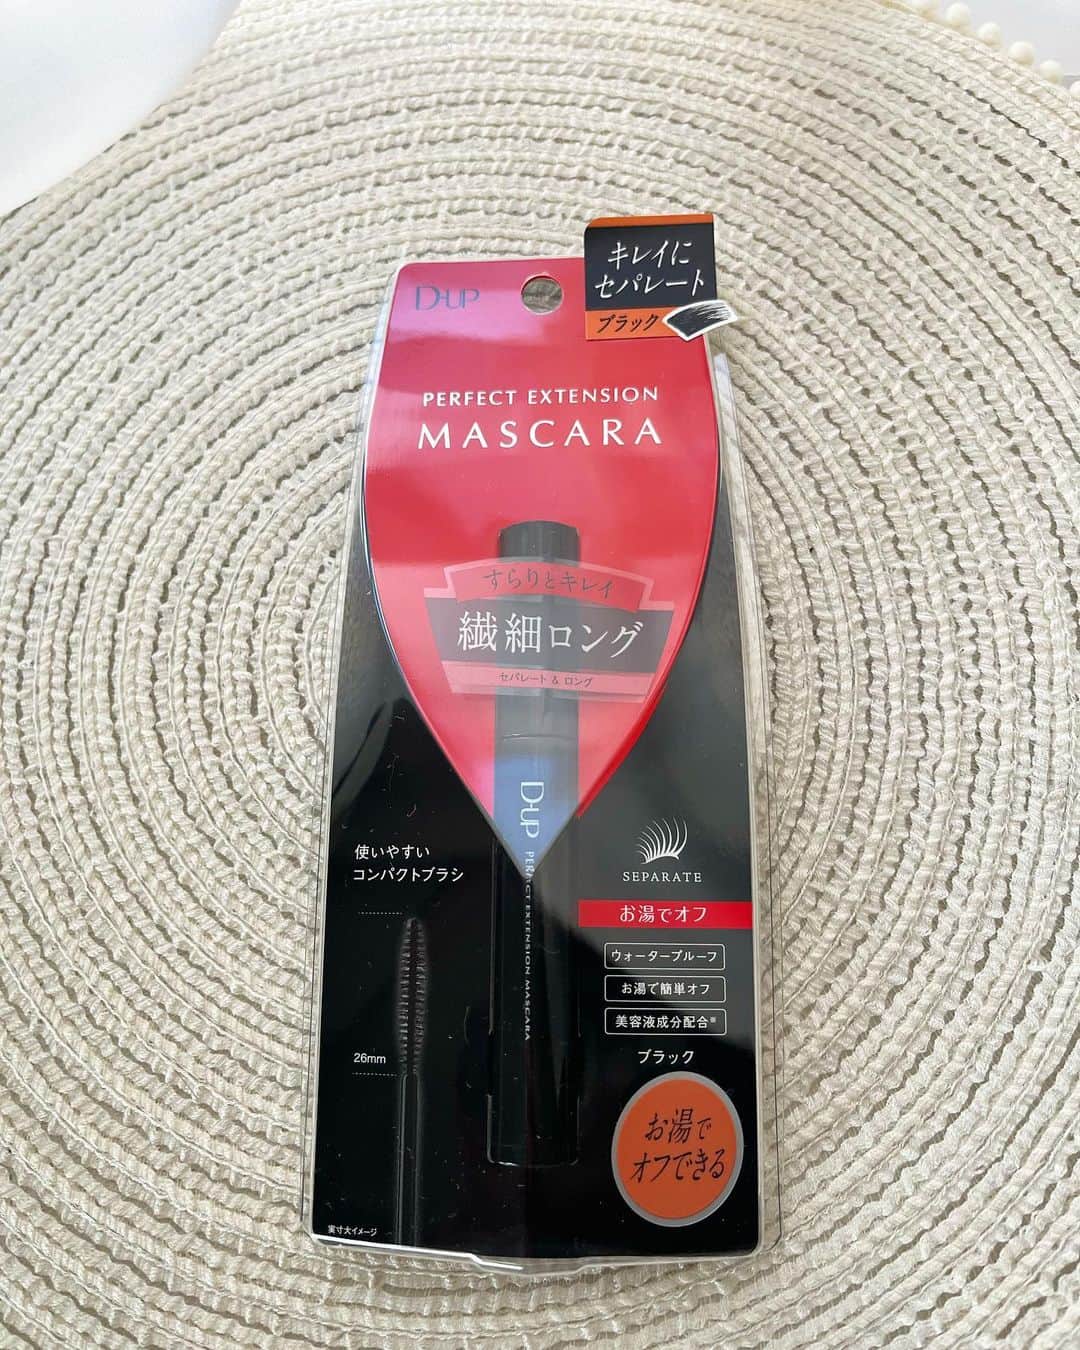 キレイに
セパレート
ブラック
D-UP
PERFECT EXTENSION
MASCARA
すらりとキレイ
繊細ロング
セパレート & ロング
D-UP PERFECT EXTENSION MASCARA
使いやすい
コンパクトブラシ
26mm
実寸大イメージ
SEPARATE
お湯でオフ
ウォータープルーフ
お湯で簡単オフ
美容液成分配合※
ブラック
お湯で
オフできる